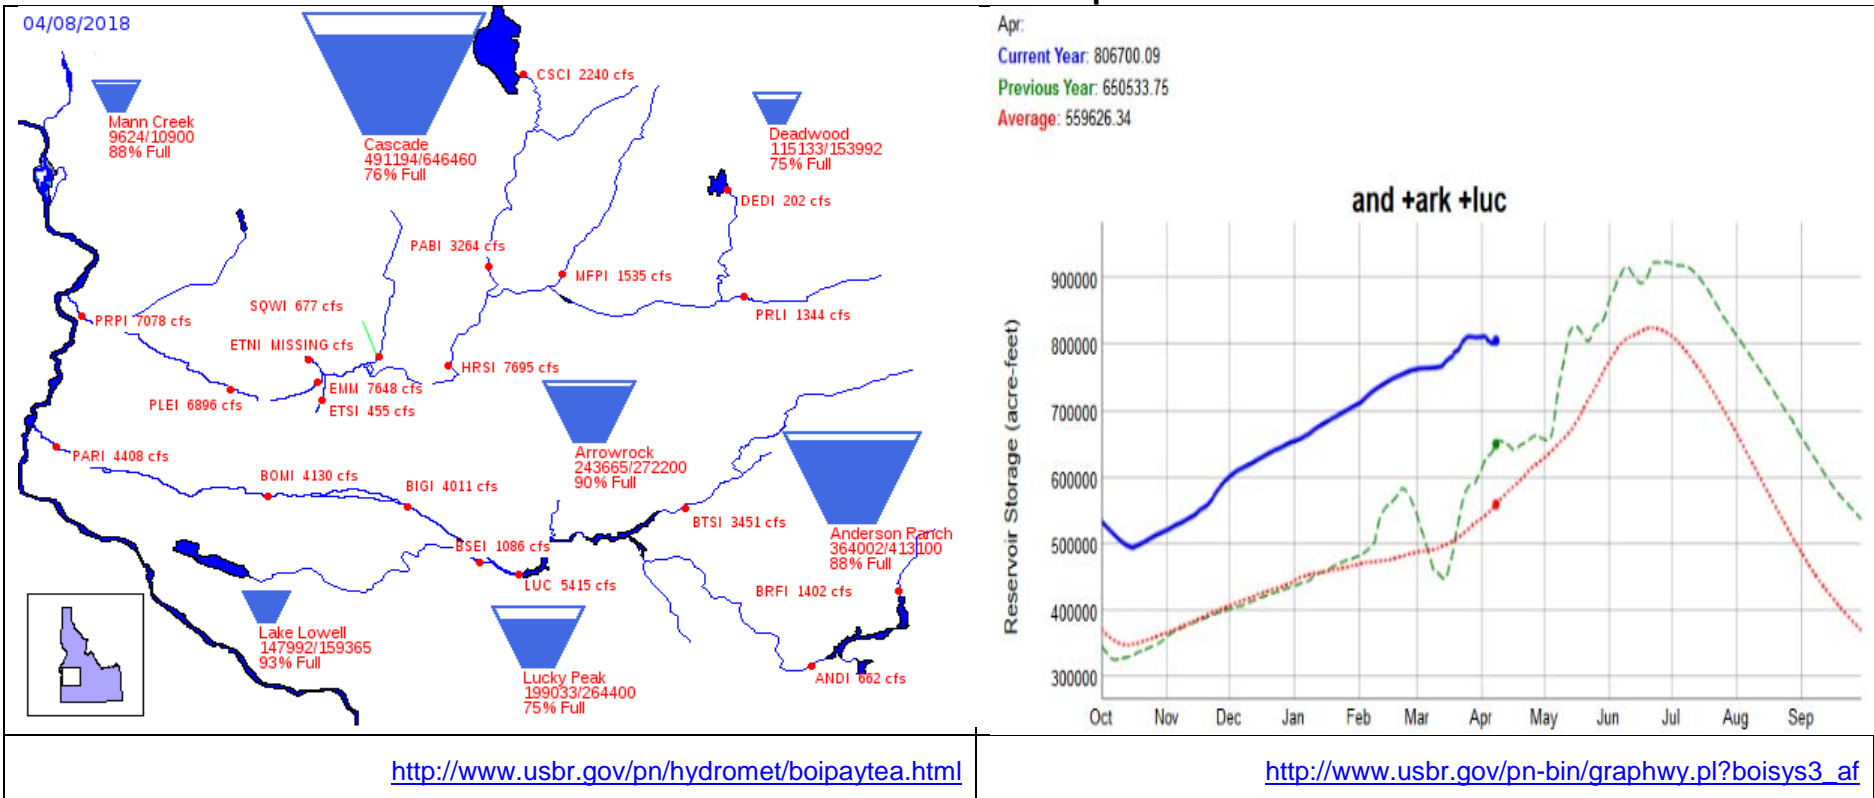 04/08/2018
Mann Creek
9624/10900
88% Full
Cascade
491194/646460
76% Full
CSCI 2240 cfs
Deadwood
115133/153992
75% Full
DEDI 202 cfs
PABI 3264 cfs
MFPI 1535 cfs
SQWI 677 cfs
PRPI 7078 cfs
PRLI 1344 cfs
ETNI MISSING cfs
HRSI 7695 cfs
EMM 7648 cfs
PLEI 6896 cfs
ETSI 455 cfs
Arrowrock
243665/272200
90% Full
PARI 4408 cfs
BOMI 4130 cfs
BIGI 4011 cfs
BTSI 3451 cfs
Anderson Ranch
364002/413100
88% Full
BSEI 1086 cfs
LUC 5415 cfs
BRFI 1402 cfs
Lake Lowell
147992/159365
93% Full
Lucky Peak
199033/264400
75% Full
ANDI 662 cfs
http://www.usbr.gov/pn/hydromet/boipaytea.html
Apr:
Current Year: 806700.09
Previous Year: 650533.75
Average: 559626.34
and +ark +luc
Reservoir Storage (acre-feet)
900000
800000
700000
600000
500000
400000
300000
Oct Nov Dec Jan Feb Mar Apr May Jun Jul Aug Sep
http://www.usbr.gov/pn-bin/graphwy.pl?boisys3_af